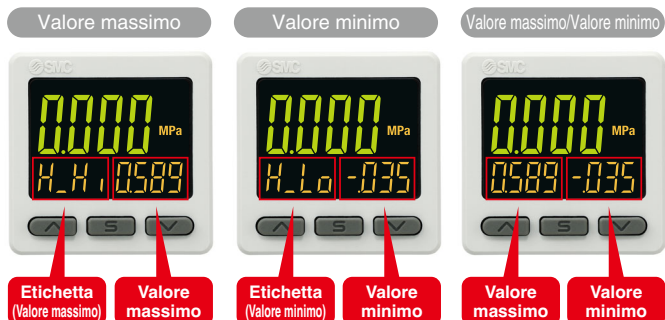 Valore massimo
Valore minimo
Valore massimo/Valore minimo
SMC
0.000
MPa
H_Hi 0.589
S
SMC
0.000
MPa
H_Lo -.035
S
SMC
0.000
MPa
0.589 -.035
S
Etichetta
(Valore massimo)
Valore
massimo
Etichetta
(Valore minimo)
Valore
minimo
Valore
massimo
Valore
minimo